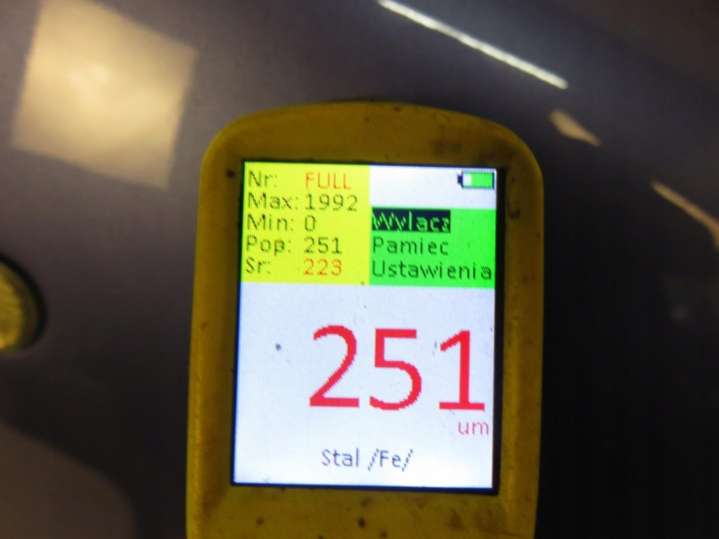 Nr: FULL
Max: 1992
Min: 0
Pop: 251
Sr: 223
Wylacz
Pamiec
Ustawienia
251
um
Stal /Fe/